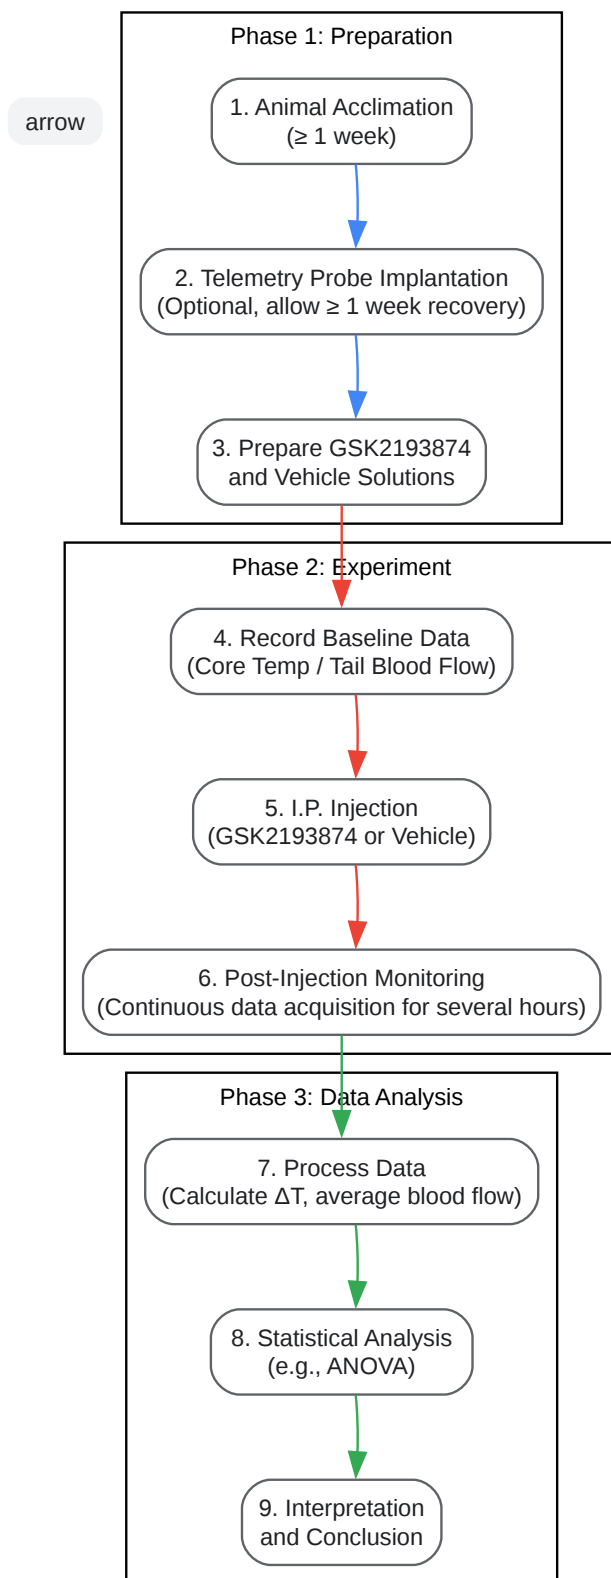 Phase 1: Preparation
arrow
1. Animal Acclimation
(≥ 1 week)
2. Telemetry Probe Implantation
(Optional, allow ≥ 1 week recovery)
3. Prepare GSK2193874
and Vehicle Solutions
Phase 2: Experiment
4. Record Baseline Data
(Core Temp / Tail Blood Flow)
5. I.P. Injection
(GSK2193874 or Vehicle)
6. Post-Injection Monitoring
(Continuous data acquisition for several hours)
Phase 3: Data Analysis
7. Process Data
(Calculate ΔT, average blood flow)
8. Statistical Analysis
(e.g., ANOVA)
9. Interpretation
and Conclusion